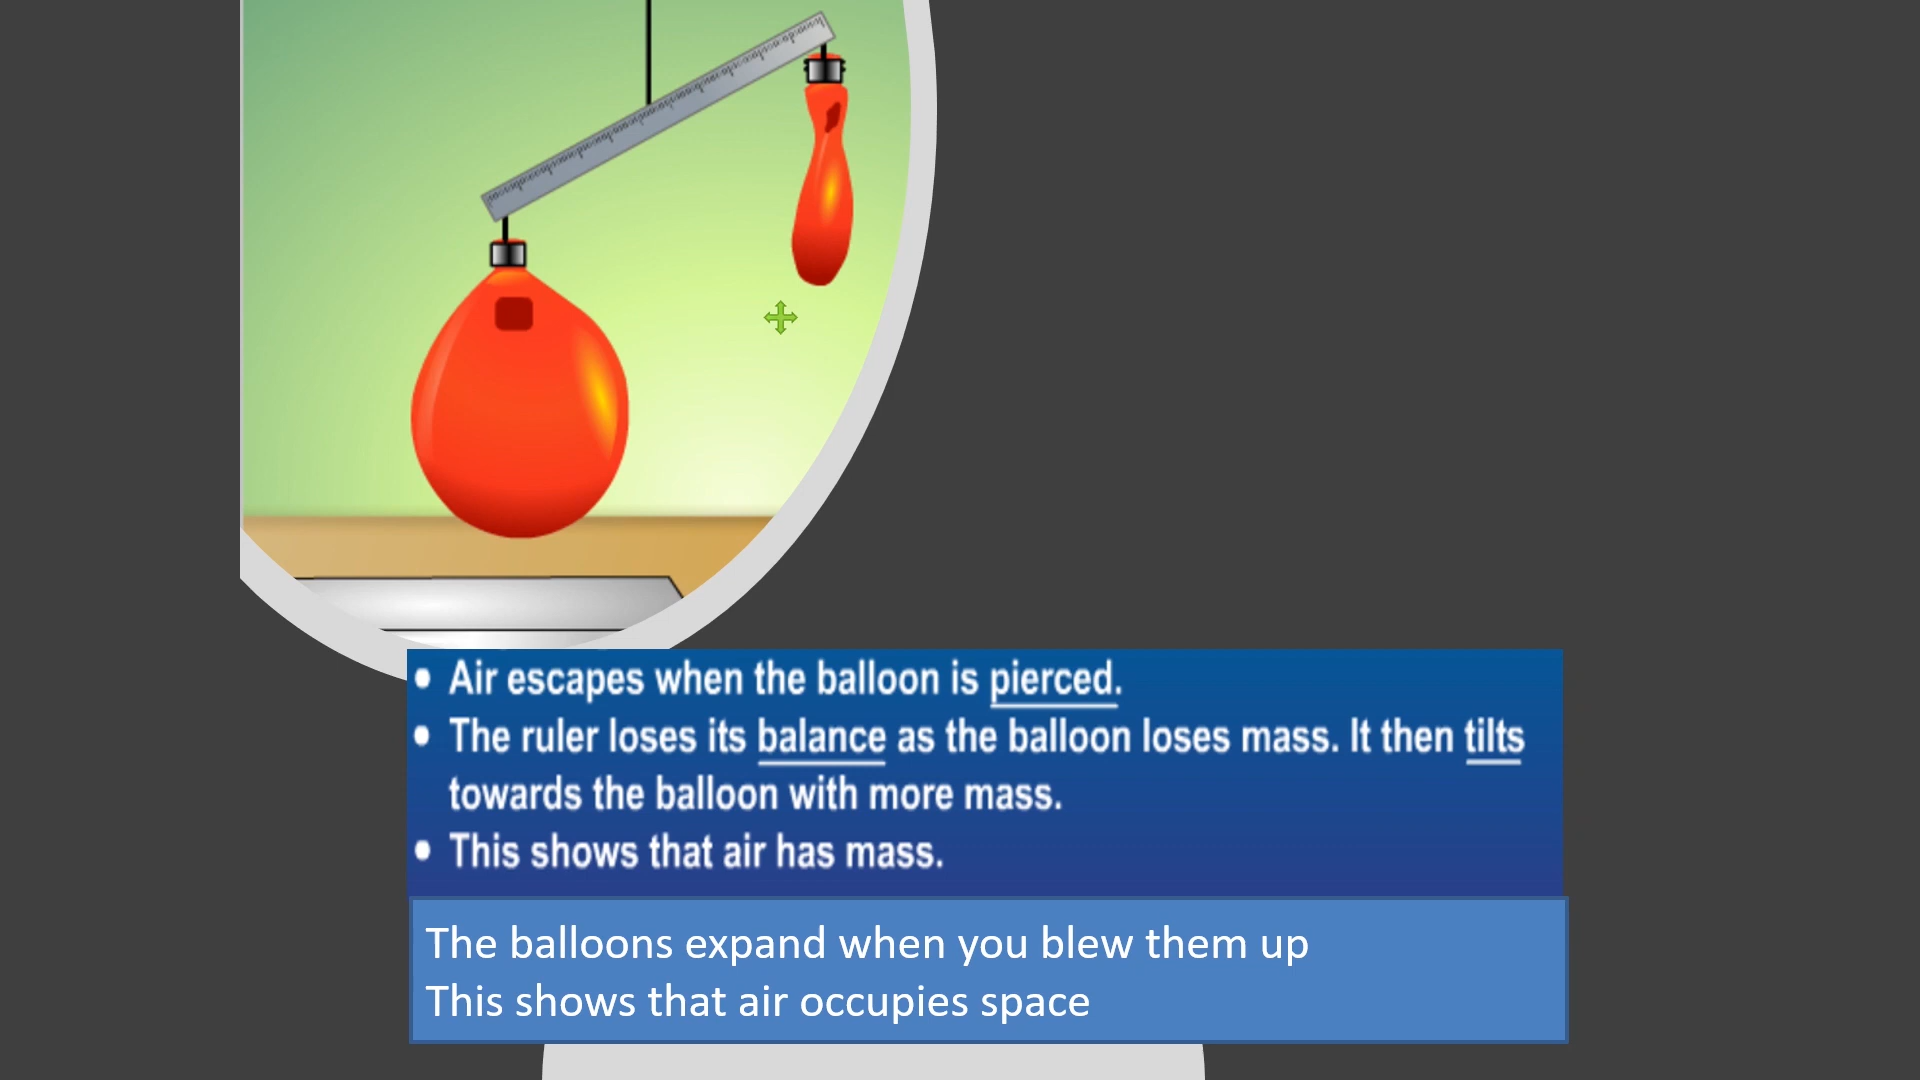 • Air escapes when the balloon is pierced.
• The ruler loses its balance as the balloon loses mass. It then tilts
towards the balloon with more mass.
• This shows that air has mass.
The balloons expand when you blew them up
This shows that air occupies space